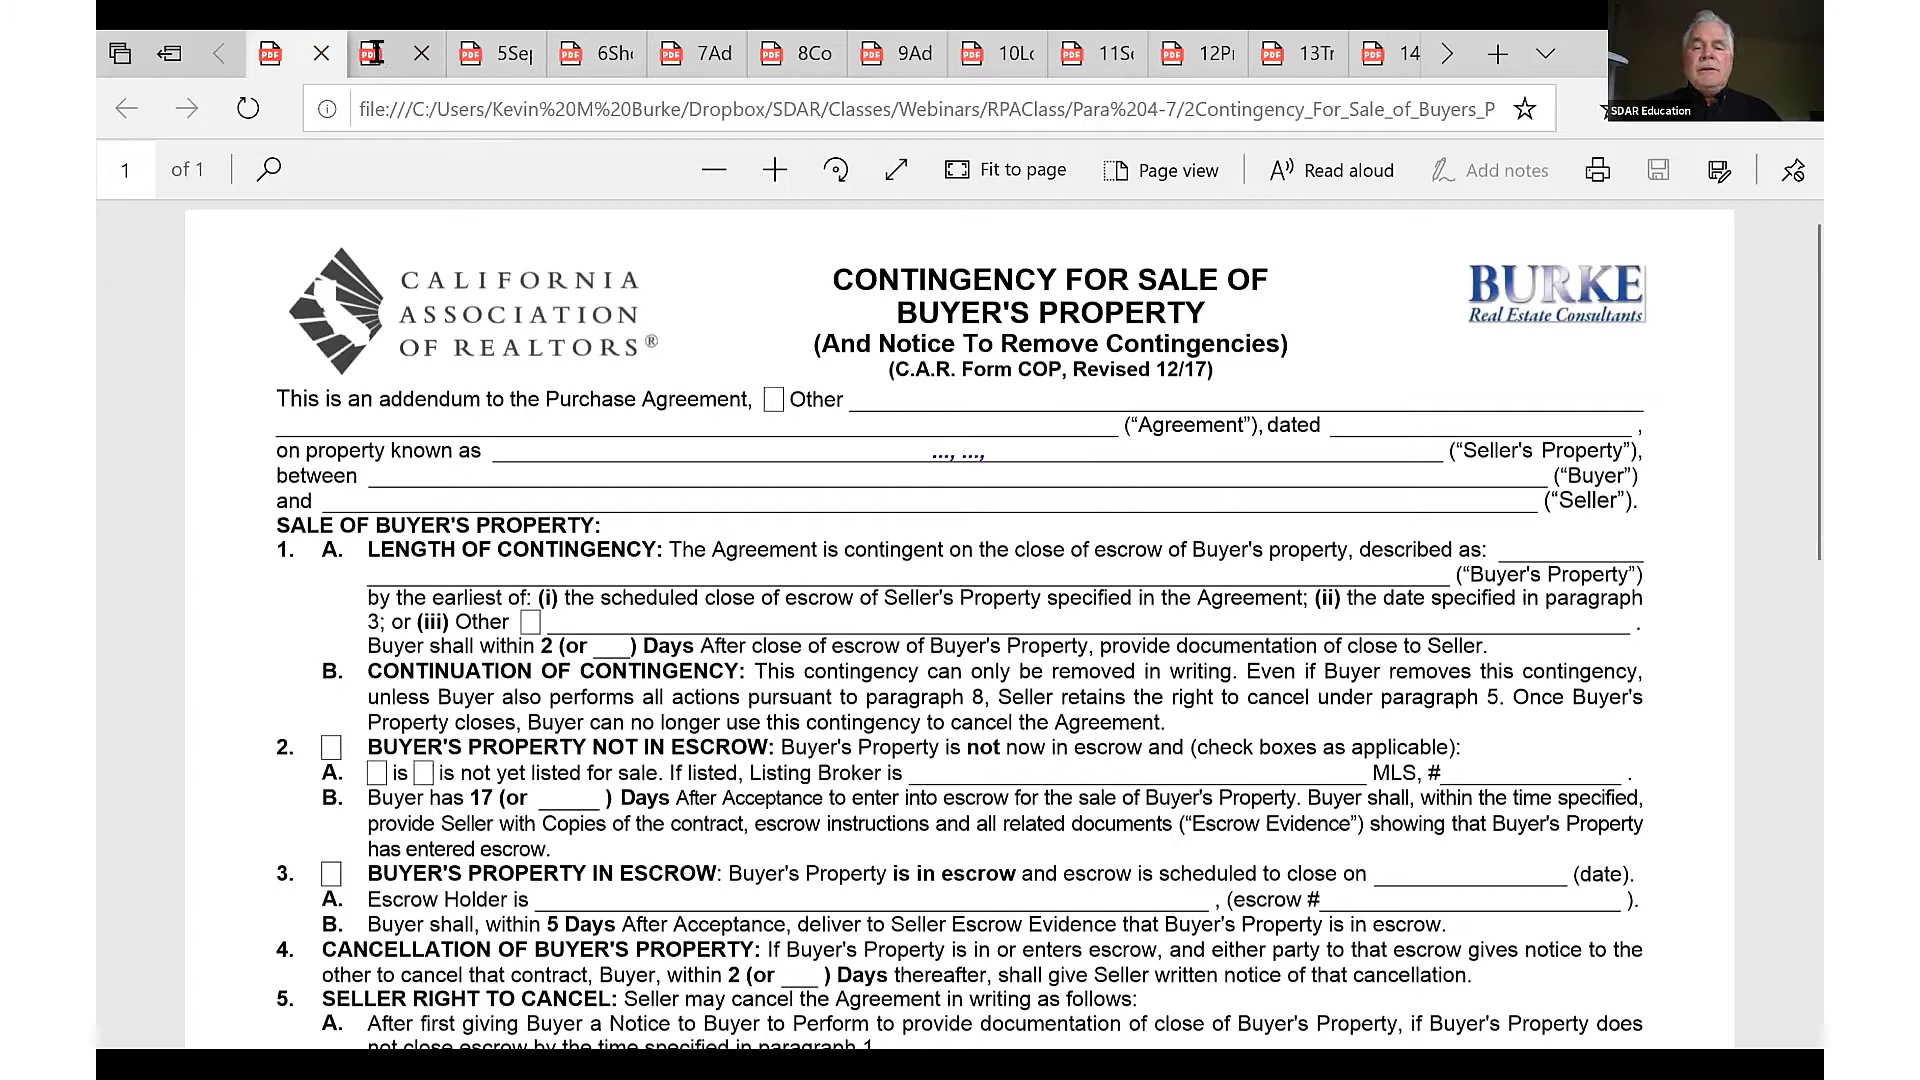 5Sep
6Sh
7Ad
8Co
9Ad
10Lo
11Se
12Pr
13Tr
14
file:///C:/Users/Kevin%20M%20Burke/Dropbox/SDAR/Classes/Webinars/RPAClass/Para%204-7/2Contingency_For_Sale_of_Buyers_P
SDAR Education
1 of 1
Fit to page
Page view
Read aloud
Add notes
CALIFORNIA
ASSOCIATION
OF REALTORS®
CONTINGENCY FOR SALE OF
BUYER'S PROPERTY
(And Notice To Remove Contingencies)
(C.A.R. Form COP, Revised 12/17)
BURKE
Real Estate Consultants
This is an addendum to the Purchase Agreement, Other
(“Agreement”), dated ,
on property known as ..., ..., (“Seller's Property”),
between (“Buyer”)
and (“Seller”).
SALE OF BUYER'S PROPERTY:
1. A. LENGTH OF CONTINGENCY: The Agreement is contingent on the close of escrow of Buyer's property, described as:
(“Buyer's Property”)
by the earliest of: (i) the scheduled close of escrow of Seller's Property specified in the Agreement; (ii) the date specified in paragraph
3; or (iii) Other .
Buyer shall within 2 (or ___) Days After close of escrow of Buyer's Property, provide documentation of close to Seller.
B. CONTINUATION OF CONTINGENCY: This contingency can only be removed in writing. Even if Buyer removes this contingency,
unless Buyer also performs all actions pursuant to paragraph 8, Seller retains the right to cancel under paragraph 5. Once Buyer's
Property closes, Buyer can no longer use this contingency to cancel the Agreement.
2. BUYER'S PROPERTY NOT IN ESCROW: Buyer's Property is not now in escrow and (check boxes as applicable):
A. is is not yet listed for sale. If listed, Listing Broker is MLS, # .
B. Buyer has 17 (or _____ ) Days After Acceptance to enter into escrow for the sale of Buyer's Property. Buyer shall, within the time specified,
provide Seller with Copies of the contract, escrow instructions and all related documents (“Escrow Evidence”) showing that Buyer's Property
has entered escrow.
3. BUYER'S PROPERTY IN ESCROW: Buyer's Property is in escrow and escrow is scheduled to close on (date).
A. Escrow Holder is , (escrow # ).
B. Buyer shall, within 5 Days After Acceptance, deliver to Seller Escrow Evidence that Buyer's Property is in escrow.
4. CANCELLATION OF BUYER'S PROPERTY: If Buyer's Property is in or enters escrow, and either party to that escrow gives notice to the
other to cancel that contract, Buyer, within 2 (or ___ ) Days thereafter, shall give Seller written notice of that cancellation.
5. SELLER RIGHT TO CANCEL: Seller may cancel the Agreement in writing as follows:
A. After first giving Buyer a Notice to Buyer to Perform to provide documentation of close of Buyer's Property, if Buyer's Property does
not close escrow by the time specified in paragraph 1.